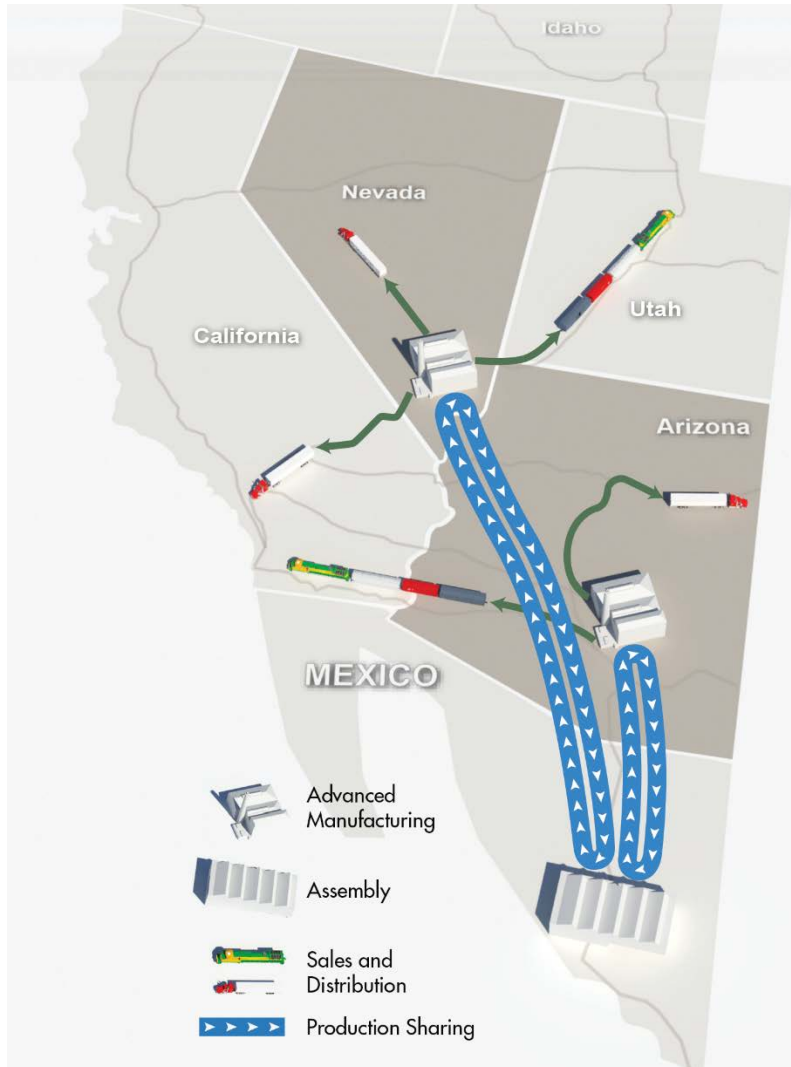 Idaho
Nevada
Utah
California
Arizona
MEXICO
Advanced
Manufacturing
Assembly
Sales and
Distribution
Production Sharing